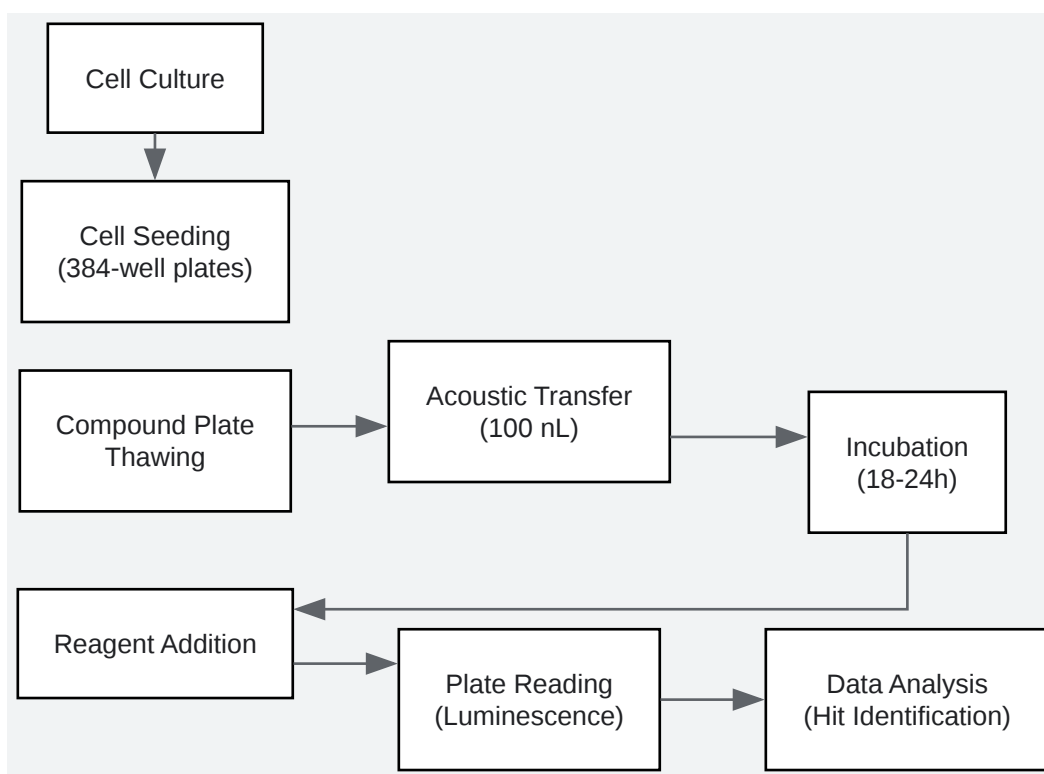 Cell Culture
Cell Seeding
(384-well plates)
Compound Plate
Thawing
Acoustic Transfer
(100 nL)
Incubation
(18-24h)
Reagent Addition
Plate Reading
(Luminescence)
Data Analysis
(Hit Identification)